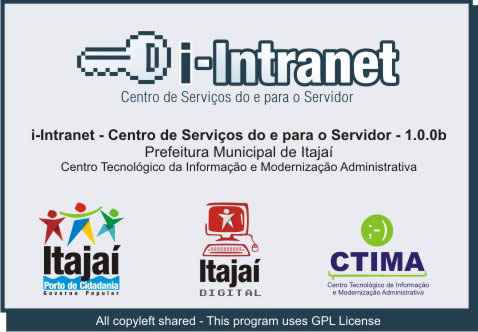 i-Intranet
Centro de Serviços do e para o Servidor
i-Intranet - Centro de Serviços do e para o Servidor - 1.0.0b
Prefeitura Municipal de Itajaí
Centro Tecnológico da Informação e Modernização Administrativa
Itajaí
Porto de Cidadania
Governo Popular
Itajaí
DIGITAL
;-)
CTIMA
Centro Tecnológico de Informação
e Modernização Administrativa
All copyleft shared - This program uses GPL License